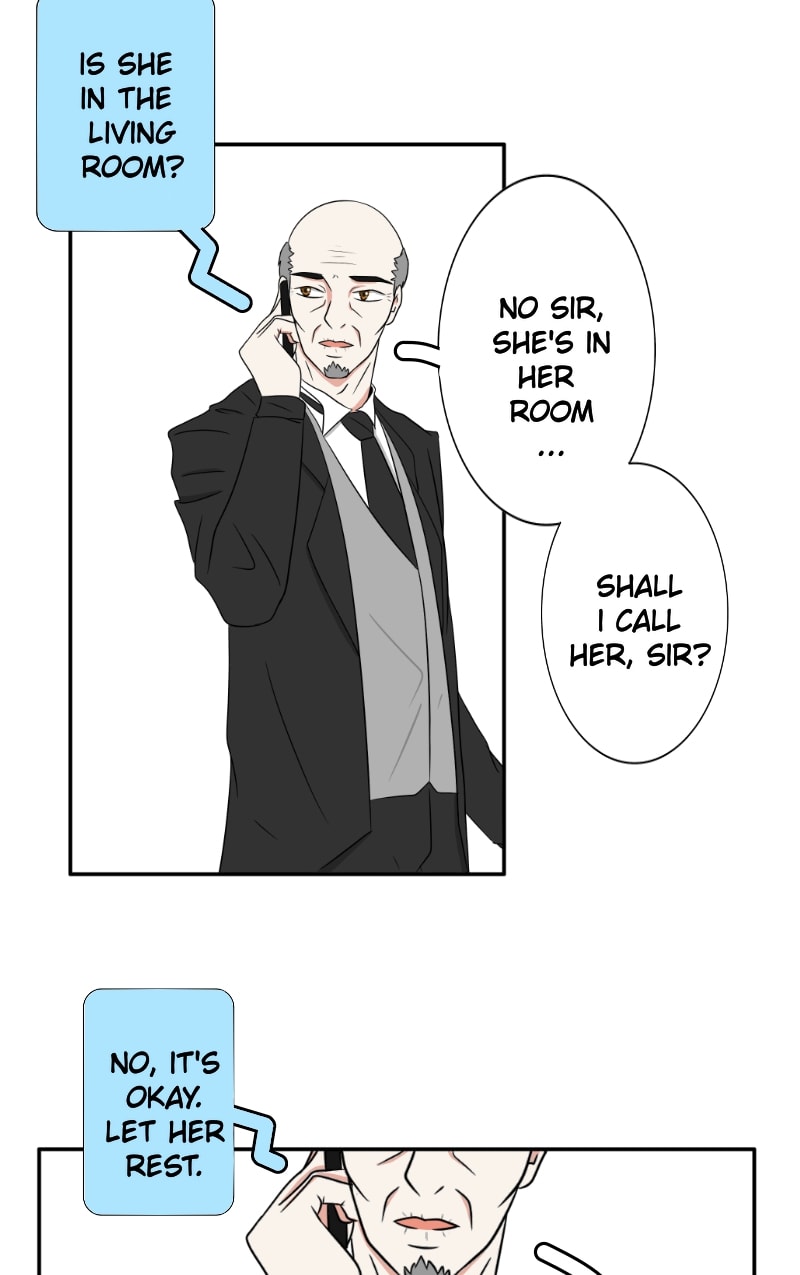 IS SHE
IN THE
LIVING
ROOM?
NO SIR,
SHE'S IN
HER
ROOM
...
SHALL
I CALL
HER, SIR?
NO, IT'S
OKAY.
LET HER
REST.